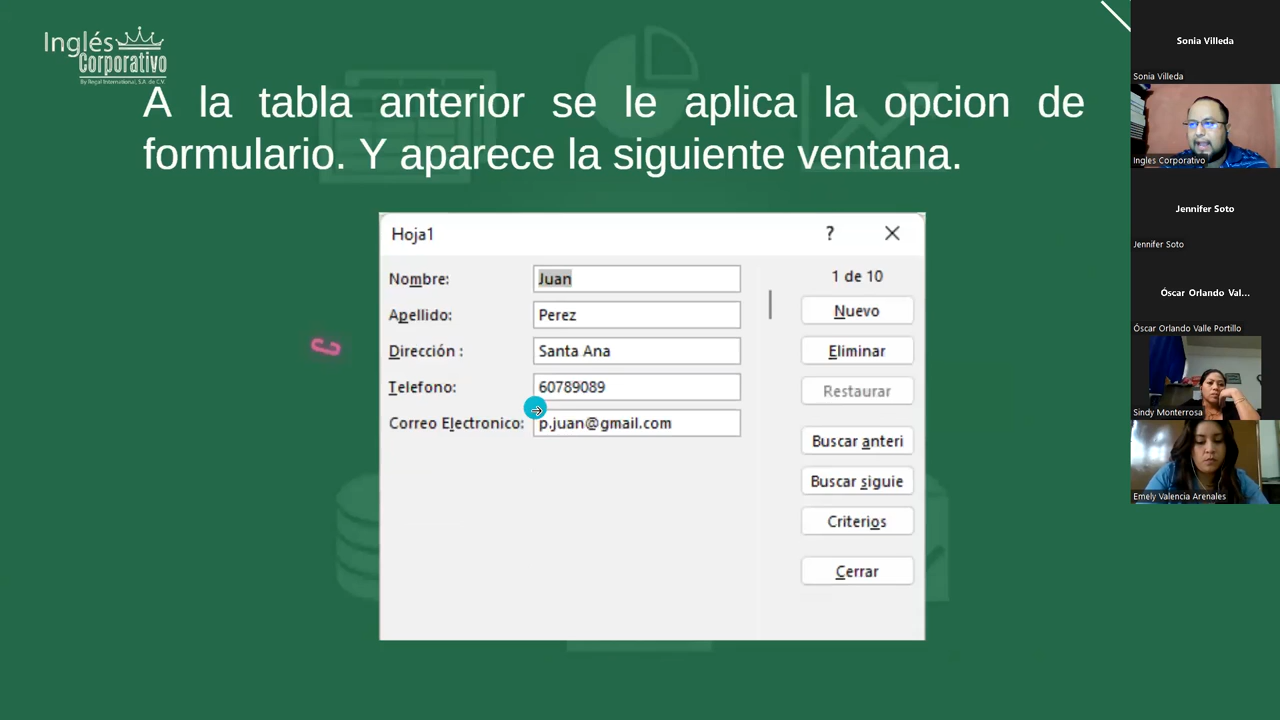 Inglés
Corporativo
By Regal International, S.A. de C.V.
A la tabla anterior se le aplica la opcion de
formulario. Y aparece la siguiente ventana.
Hoja1
?
Nombre:
Juan
1 de 10
Apellido:
Perez
Nuevo
Dirección :
Santa Ana
Eliminar
Telefono:
60789089
Restaurar
Correo Electronico:
p.juan@gmail.com
Buscar anteri
Buscar siguie
Criterios
Cerrar
Sonia Villeda
Sonia Villeda
Ingles Corporativo
Jennifer Soto
Jennifer Soto
Óscar Orlando Val...
Óscar Orlando Valle Portillo
Sindy Monterrosa
Emely Valencia Arenales